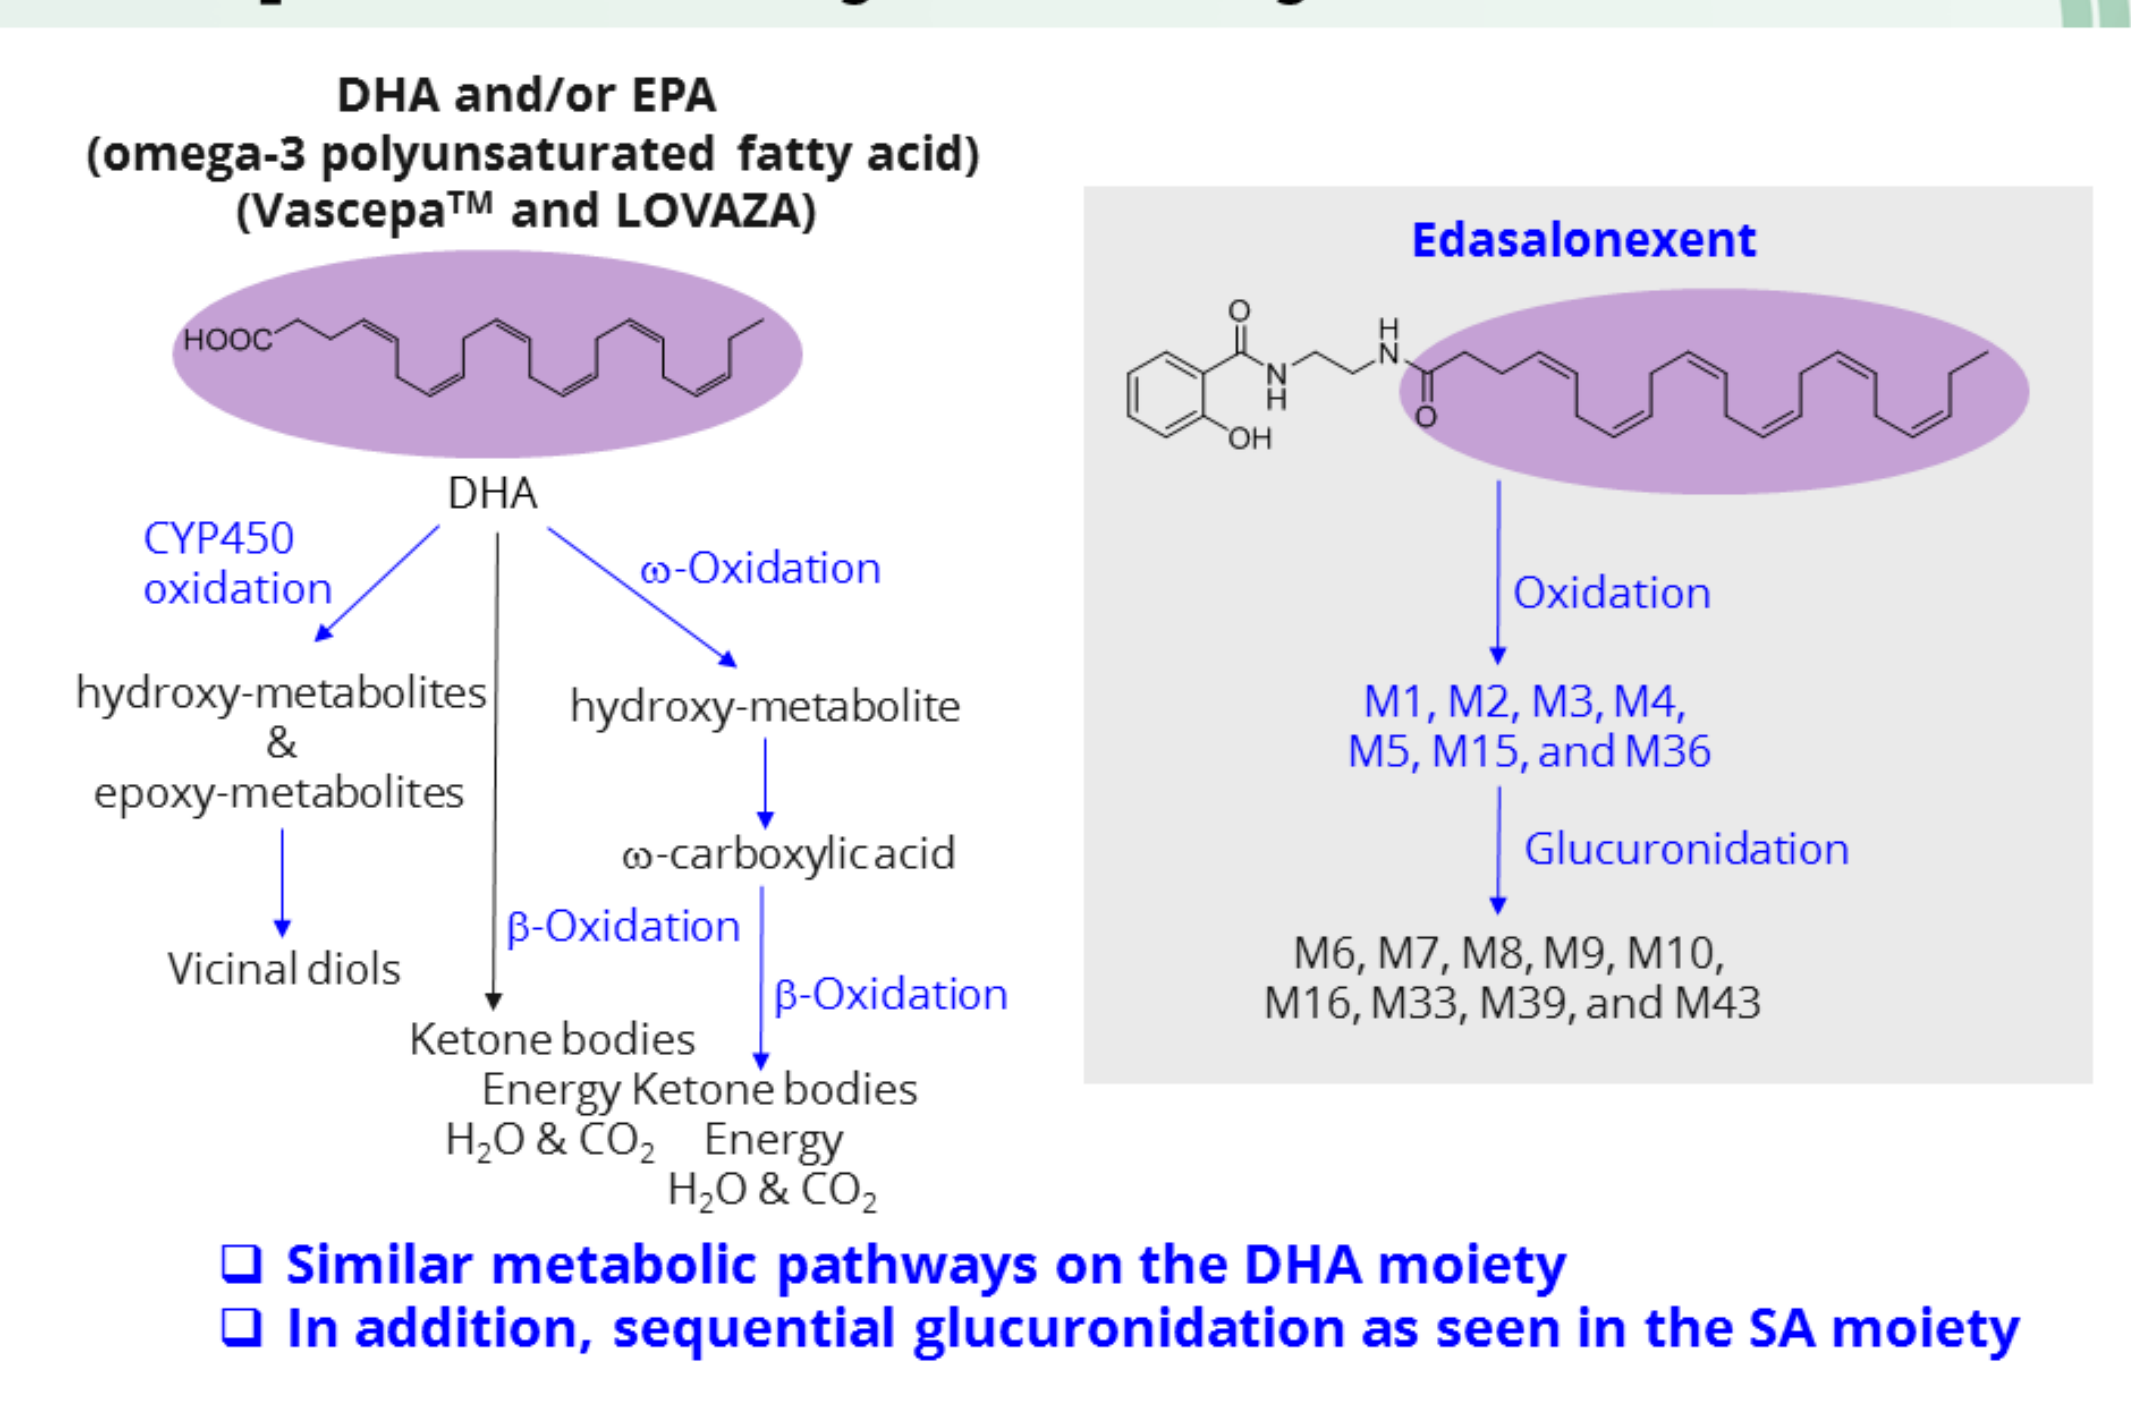 DHA and/or EPA
(omega-3 polyunsaturated fatty acid)
(Vascepa™ and LOVAZA)
HOOC
DHA
CYP450
oxidation
ω-Oxidation
hydroxy-metabolites
&
epoxy-metabolites
hydroxy-metabolite
ω-carboxylic acid
Vicinal diols
β-Oxidation
β-Oxidation
Ketone bodies
Energy
H₂O & CO₂
Ketone bodies
Energy
H₂O & CO₂
Edasalonexent
O
N
H
H
N
O
OH
Oxidation
M1, M2, M3, M4,
M5, M15, and M36
Glucuronidation
M6, M7, M8, M9, M10,
M16, M33, M39, and M43
❑ Similar metabolic pathways on the DHA moiety
❑ In addition, sequential glucuronidation as seen in the SA moiety